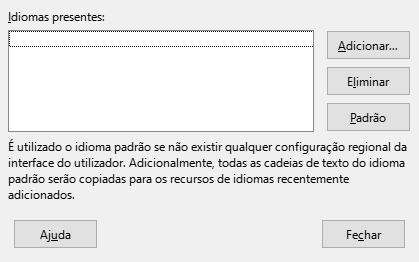 Idiomas presentes:
Adicionar...
Eliminar
Padrão
É utilizado o idioma padrão se não existir qualquer configuração regional da
interface do utilizador. Adicionalmente, todas as cadeias de texto do idioma
padrão serão copiadas para os recursos de idiomas recentemente
adicionados.
Ajuda
Fechar